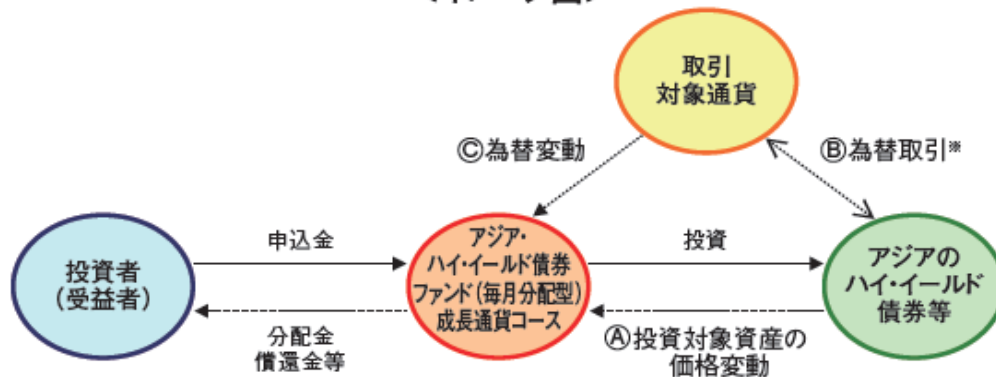 取引
対象通貨
Ⓒ為替変動
Ⓑ為替取引※
投資者
（受益者）
申込金
分配金
償還金等
アジア・
ハイ・イールド債券
ファンド（毎月分配型）
成長通貨コース
投資
Ⓐ投資対象資産の
価格変動
アジアの
ハイ・イールド
債券等